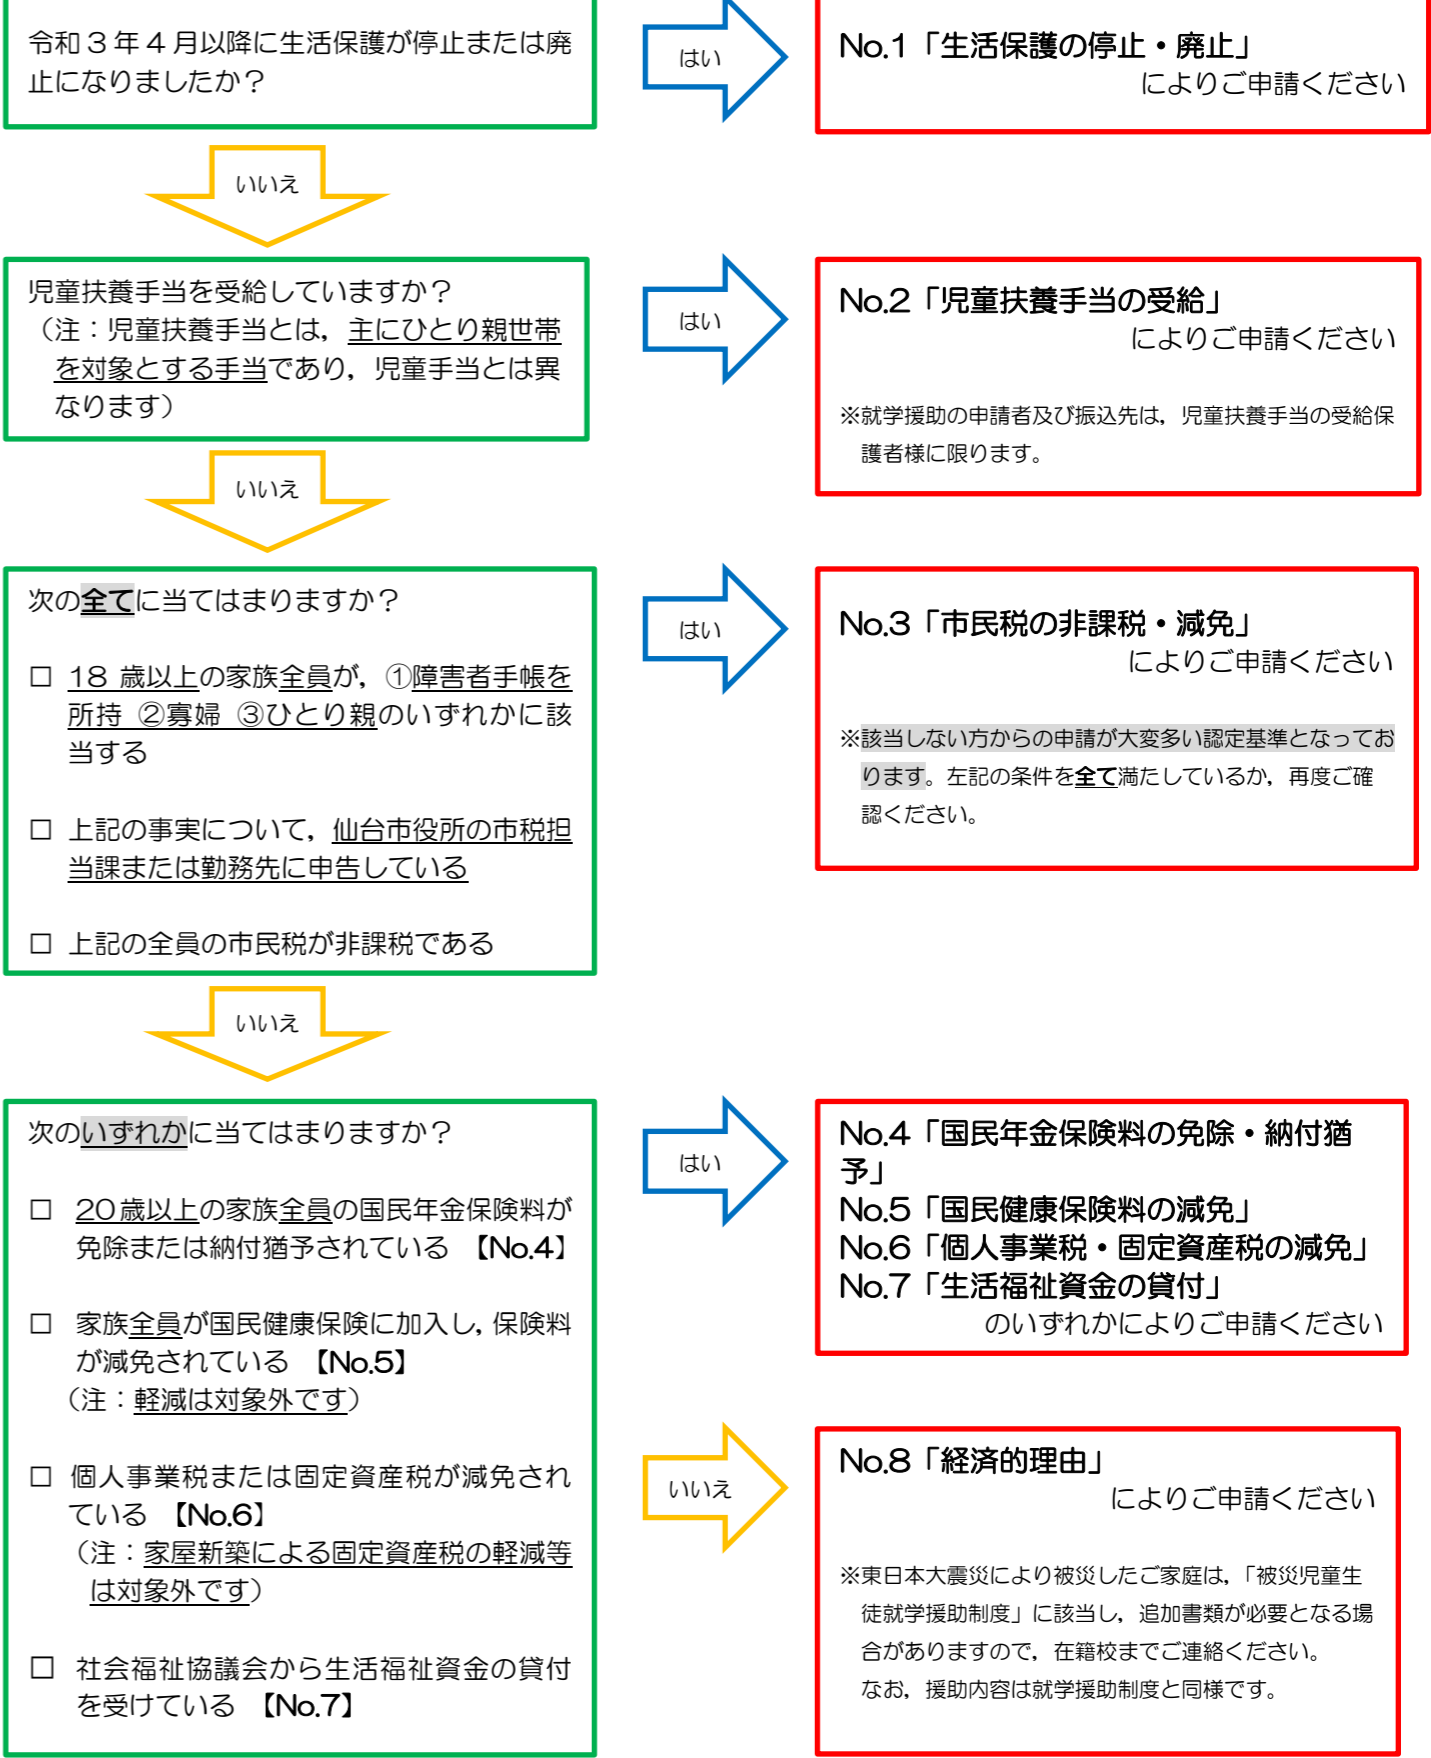 令和３年４月以降に生活保護が停止または廃
止になりましたか？
はい
No.1「生活保護の停止・廃止」
によりご申請ください
いいえ
児童扶養手当を受給していますか？
（注：児童扶養手当とは，主にひとり親世帯
を対象とする手当であり，児童手当とは異
なります）
はい
No.2「児童扶養手当の受給」
によりご申請ください
※就学援助の申請者及び振込先は，児童扶養手当の受給保
護者様に限ります。
いいえ
次の全てに当てはまりますか？
□ 18 歳以上の家族全員が，①障害者手帳を
所持 ②寡婦 ③ひとり親のいずれかに該
当する
□ 上記の事実について，仙台市役所の市税担
当課または勤務先に申告している
□ 上記の全員の市民税が非課税である
はい
No.3「市民税の非課税・減免」
によりご申請ください
※該当しない方からの申請が大変多い認定基準となってお
ります。左記の条件を全て満たしているか，再度ご確
認ください。
いいえ
次のいずれかに当てはまりますか？
□ 20歳以上の家族全員の国民年金保険料が
免除または納付猶予されている 【No.4】
□ 家族全員が国民健康保険に加入し，保険料
が減免されている 【No.5】
（注：軽減は対象外です）
□ 個人事業税または固定資産税が減免され
ている 【No.6】
（注：家屋新築による固定資産税の軽減等
は対象外です）
□ 社会福祉協議会から生活福祉資金の貸付
を受けている 【No.7】
はい
No.4「国民年金保険料の免除・納付猶
予」
No.5「国民健康保険料の減免」
No.6「個人事業税・固定資産税の減免」
No.7「生活福祉資金の貸付」
のいずれかによりご申請ください
いいえ
No.8「経済的理由」
によりご申請ください
※東日本大震災により被災したご家庭は，「被災児童生
徒就学援助制度」に該当し，追加書類が必要となる場
合がありますので，在籍校までご連絡ください。
なお，援助内容は就学援助制度と同様です。